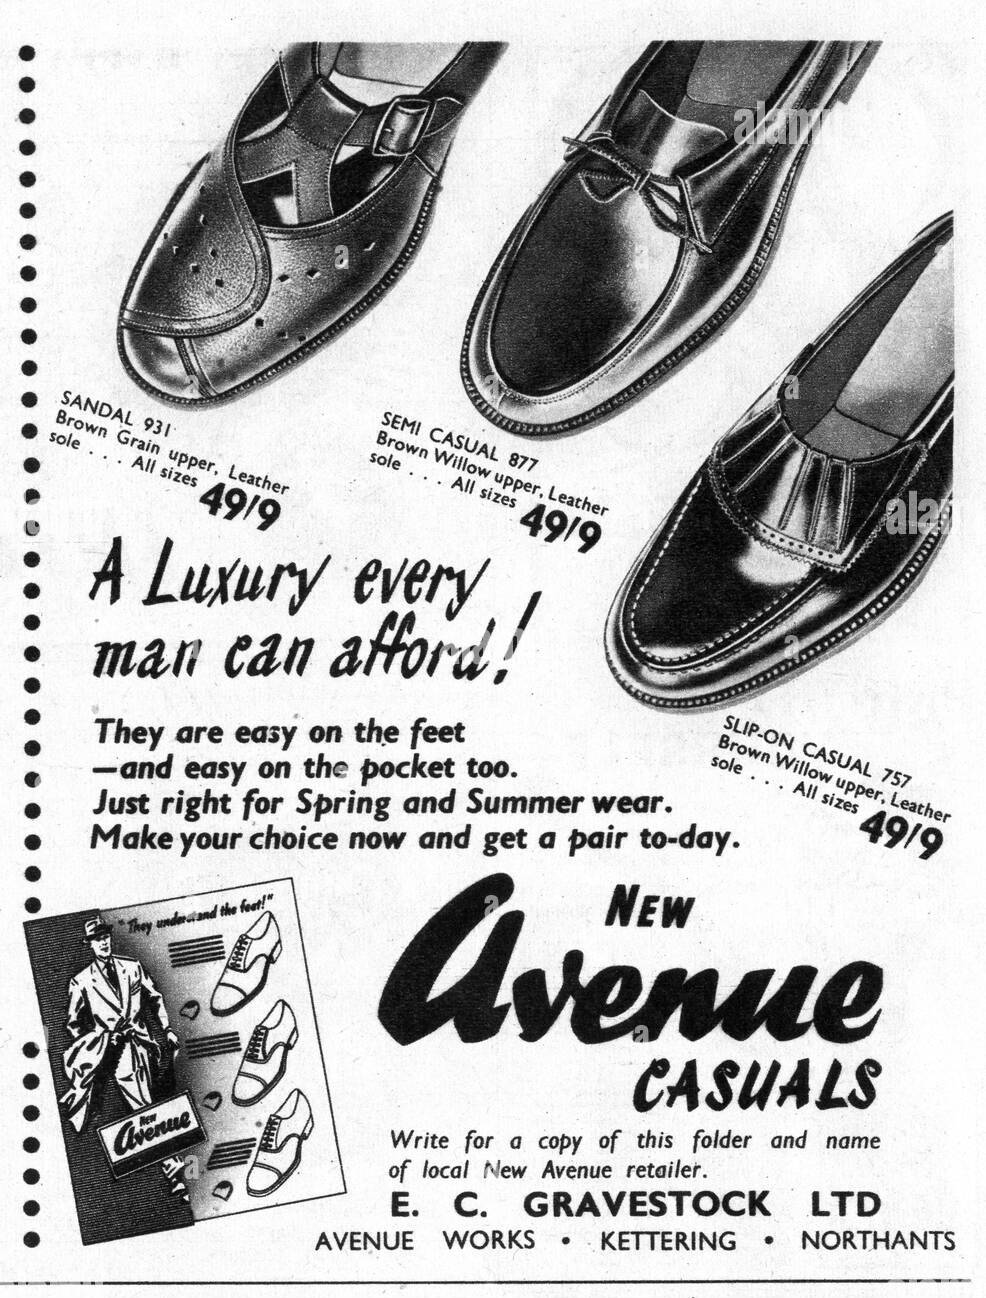 SANDAL 931
Brown Grain upper, Leather
sole . . . All sizes 49/9
SEMI CASUAL 877
Brown Willow upper, Leather
sole . . . All sizes 49/9
SLIP-ON CASUAL 757
Brown Willow upper, Leather
sole . . . All sizes 49/9
A Luxury every
man can afford!
They are easy on the feet
—and easy on the pocket too.
Just right for Spring and Summer wear.
Make your choice now and get a pair to-day.
"They understand the feet!"
New
Avenue
NEW
Avenue
CASUALS
Write for a copy of this folder and name
of local New Avenue retailer.
E. C. GRAVESTOCK LTD
AVENUE WORKS • KETTERING • NORTHANTS